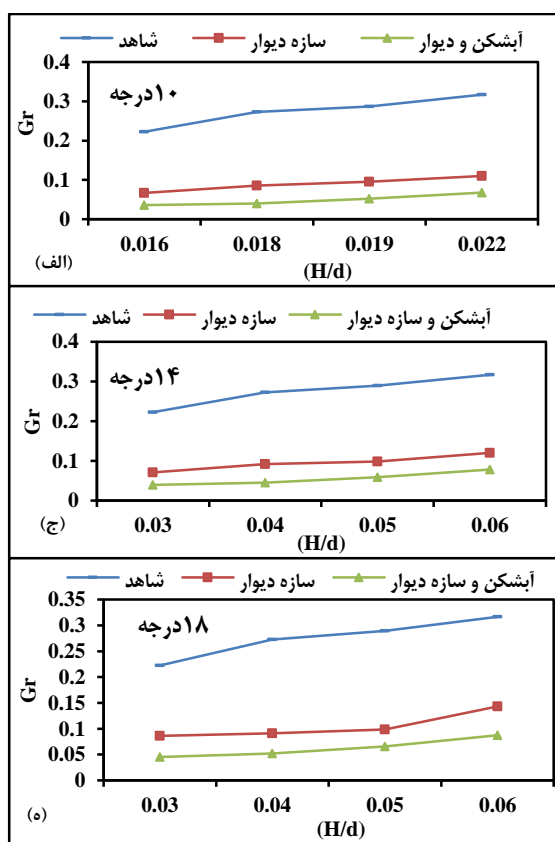 شاهد سازه دیوار آبشکن و دیوار
۱۰درجه
Gr
0.4
0.3
0.2
0.1
0
0.016 0.018 0.019 0.022
(H/d)
(الف)
شاهد سازه دیوار آبشکن و سازه دیوار
۱۴درجه
Gr
0.4
0.3
0.2
0.1
0
0.03 0.04 0.05 0.06
(H/d)
(ج)
شاهد سازه دیوار آبشکن و سازه دیوار
۱۸درجه
Gr
0.35
0.3
0.25
0.2
0.15
0.1
0.05
0
0.03 0.04 0.05 0.06
(H/d)
(ه)